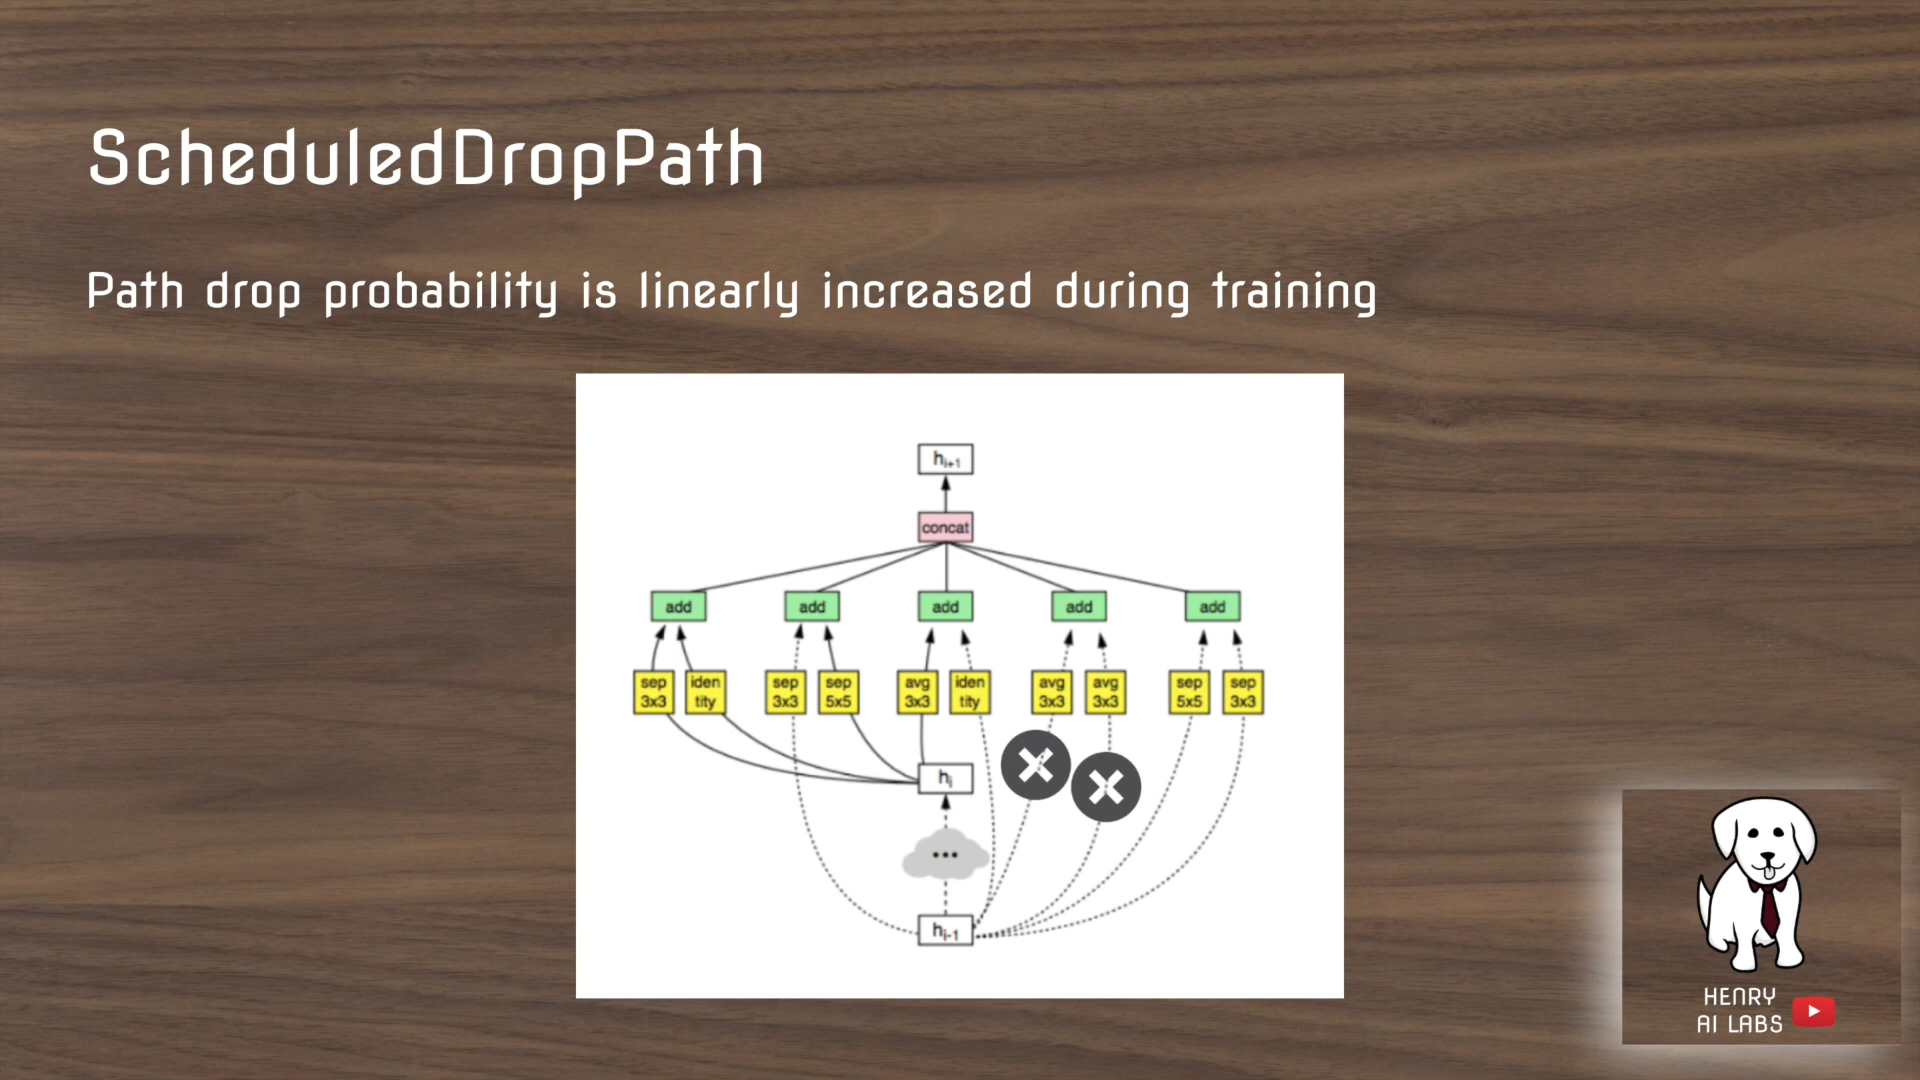 ScheduledDropPath
Path drop probability is linearly increased during training
hi+1
concat
add add add add add
sep 3x3 iden tity sep 3x3 sep 5x5 avg 3x3 iden tity avg 3x3 avg 3x3 sep 5x5 sep 3x3
hi
...
hi-1
HENRY
AI LABS